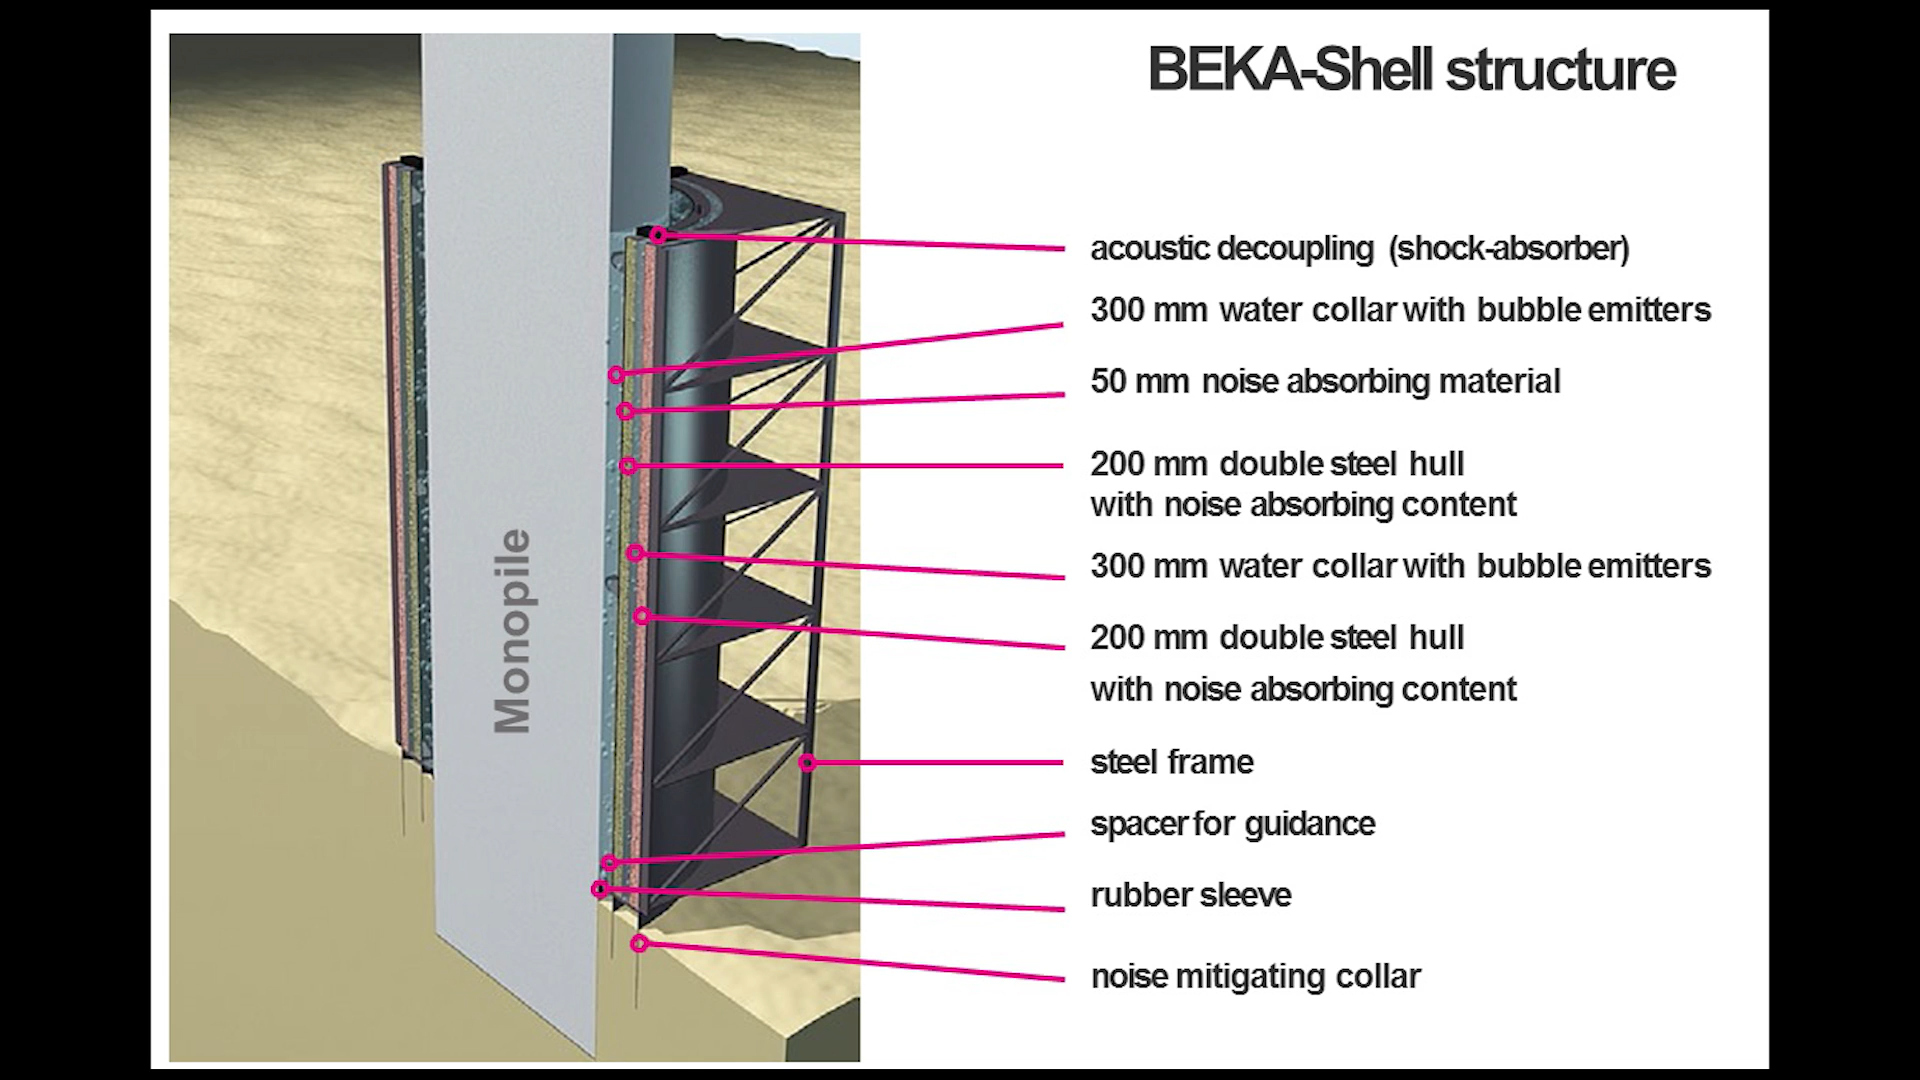 BEKA-Shell structure
acoustic decoupling (shock-absorber)
300 mm water collar with bubble emitters
50 mm noise absorbing material
200 mm double steel hull
with noise absorbing content
300 mm water collar with bubble emitters
200 mm double steel hull
with noise absorbing content
steel frame
spacer for guidance
rubber sleeve
noise mitigating collar
Monopile